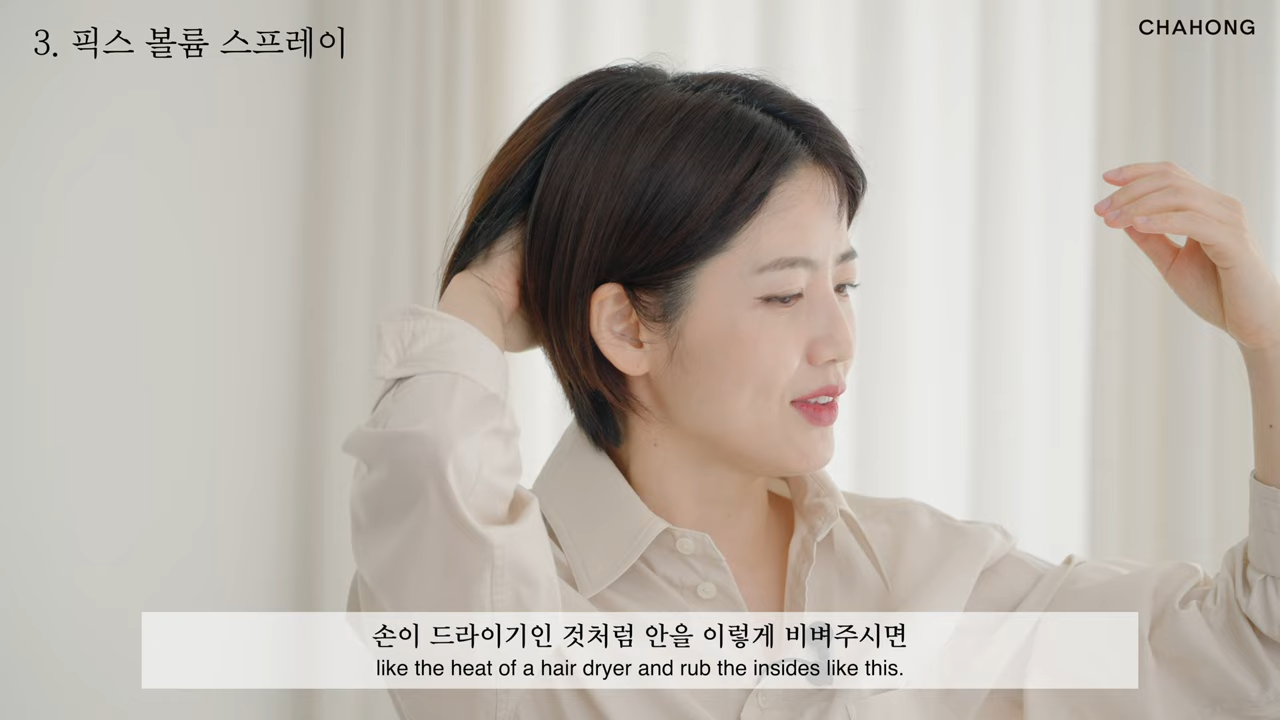 3. 픽스 볼륨 스프레이
CHAHONG
손이 드라이기인 것처럼 안을 이렇게 비벼주시면
like the heat of a hair dryer and rub the insides like this.